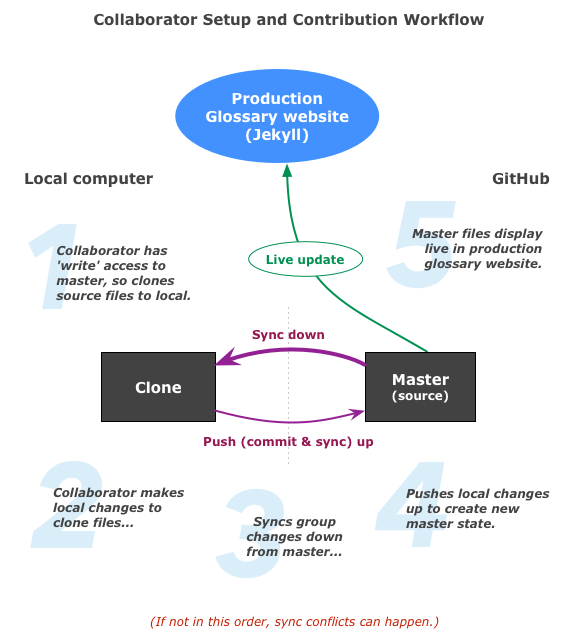 Collaborator Setup and Contribution Workflow
Production
Glossary website
(Jekyll)
Local computer
GitHub
1
Collaborator has
'write' access to
master, so clones
source files to local.
5
Master files display
live in production
glossary website.
Live update
Sync down
Clone
Master
(source)
Push (commit & sync) up
2
Collaborator makes
local changes to
clone files...
3
Syncs group
changes down
from master...
4
Pushes local changes
up to create new
master state.
(If not in this order, sync conflicts can happen.)